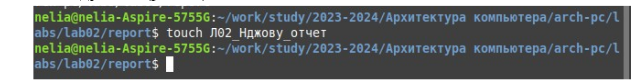 nelia@nelia-Aspire-5755G:~/work/study/2023-2024/Архитектура компьютера/arch-pc/l
abs/lab02/report$ touch Л02_Нджову_отчет
nelia@nelia-Aspire-5755G:~/work/study/2023-2024/Архитектура компьютера/arch-pc/l
abs/lab02/report$